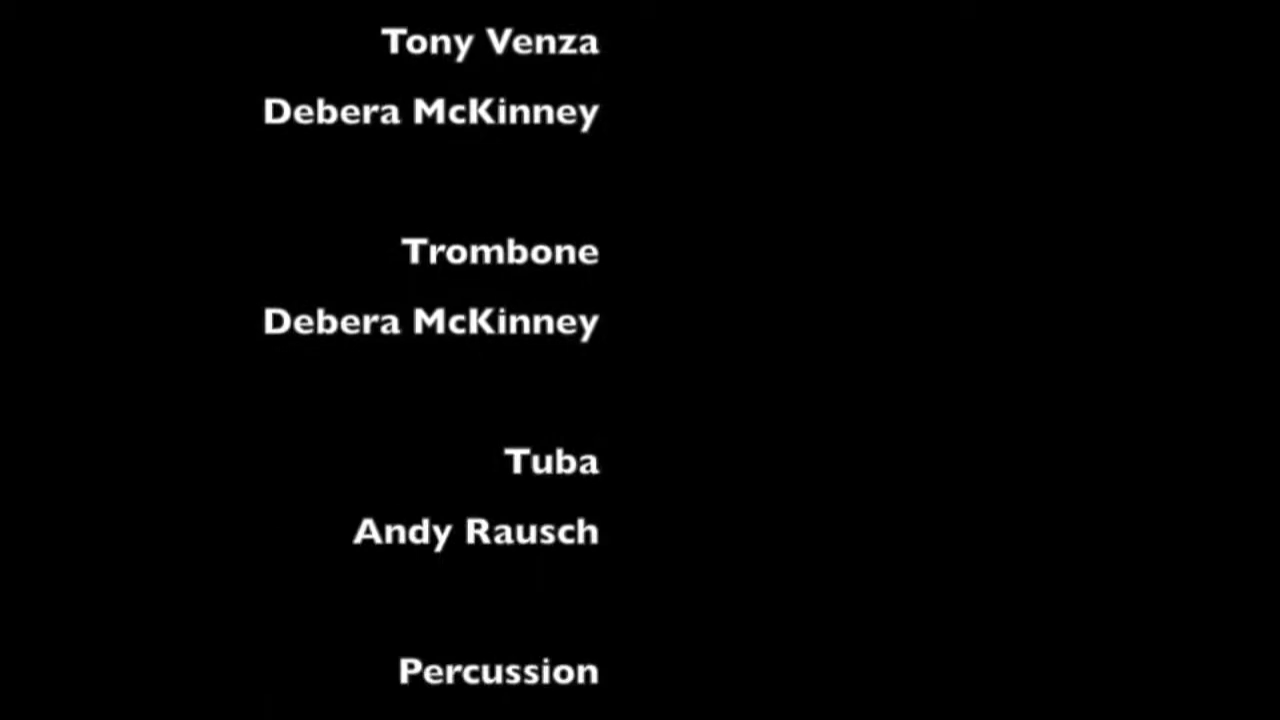 Tony Venza
Debera McKinney
Trombone
Debera McKinney
Tuba
Andy Rausch
Percussion